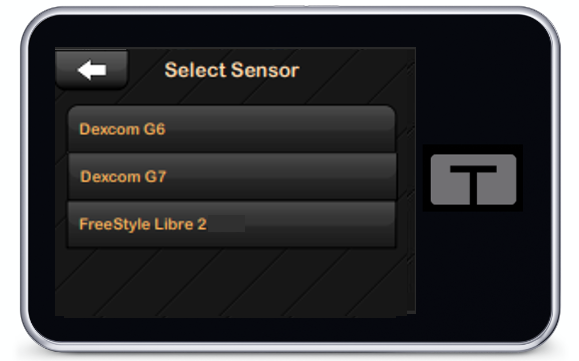 Select Sensor
Dexcom G6
Dexcom G7
FreeStyle Libre 2
T